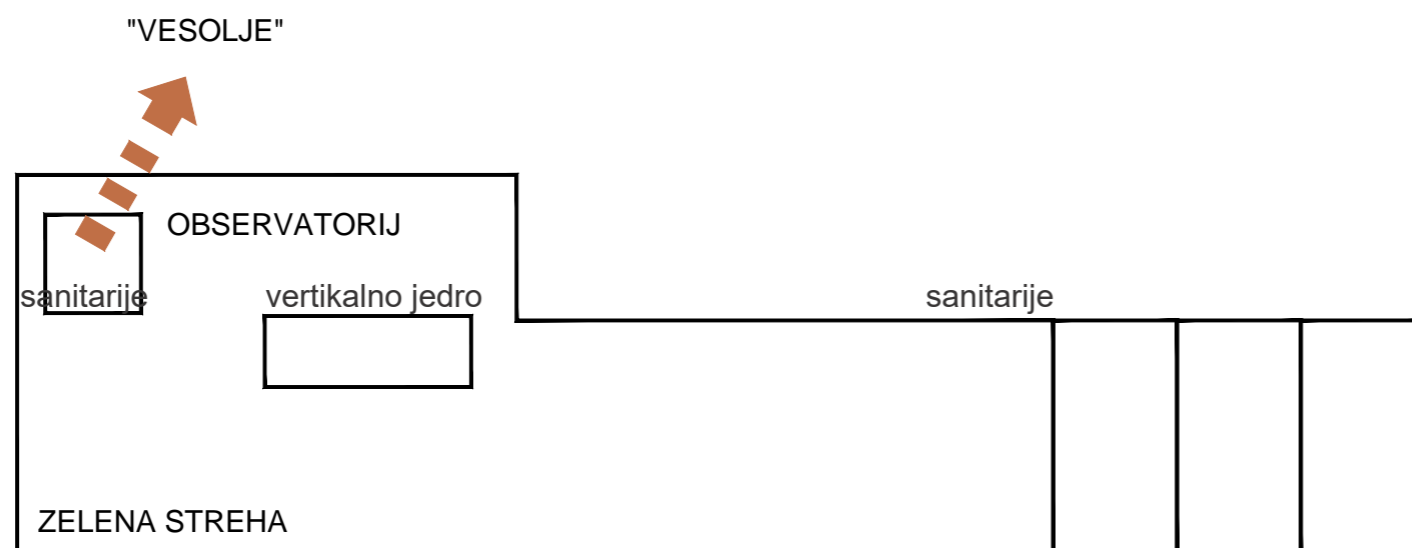 "VESOLJE"
OBSERVATORIJ
sanitarije
vertikalno jedro
sanitarije
ZELENA STREHA